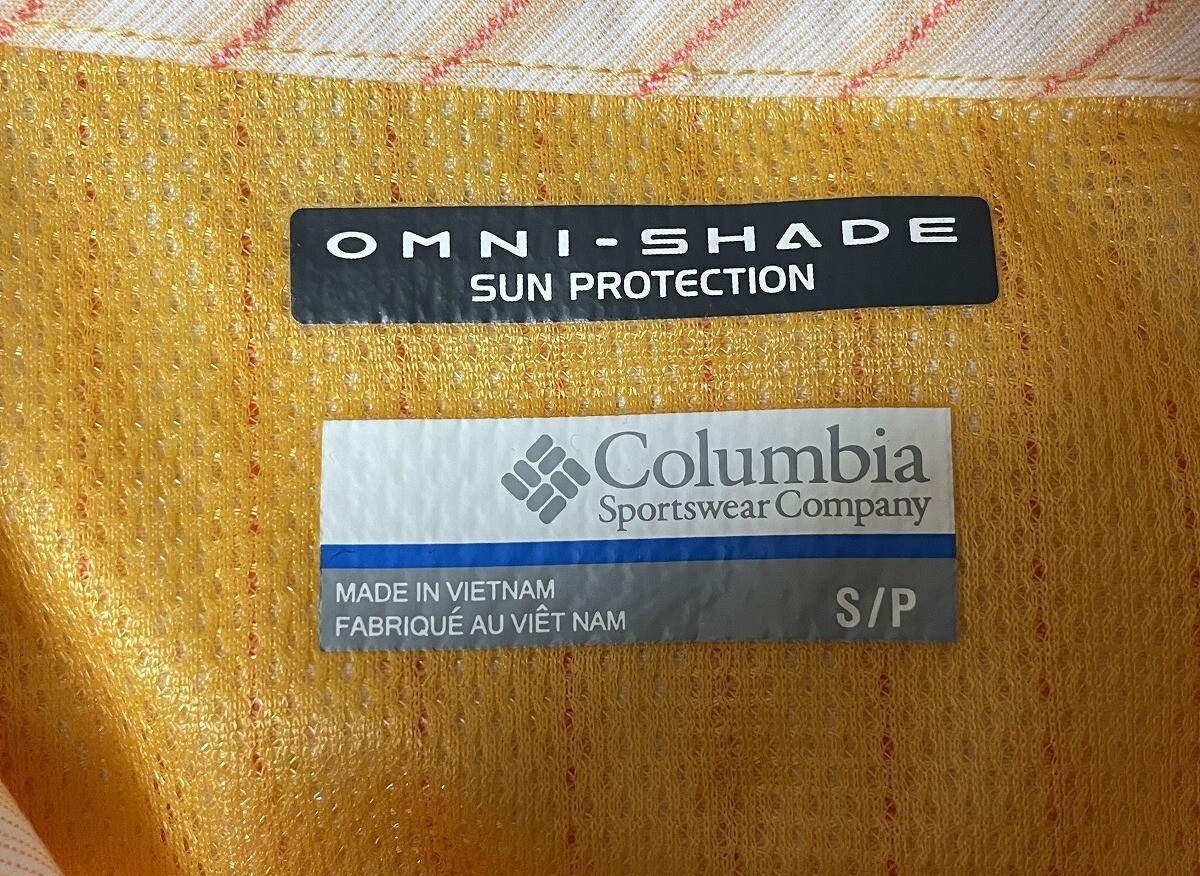 OMNI-SHADE
SUN PROTECTION
Columbia
Sportswear Company
MADE IN VIETNAM
FABRIQUÉ AU VIÊT NAM
S/P